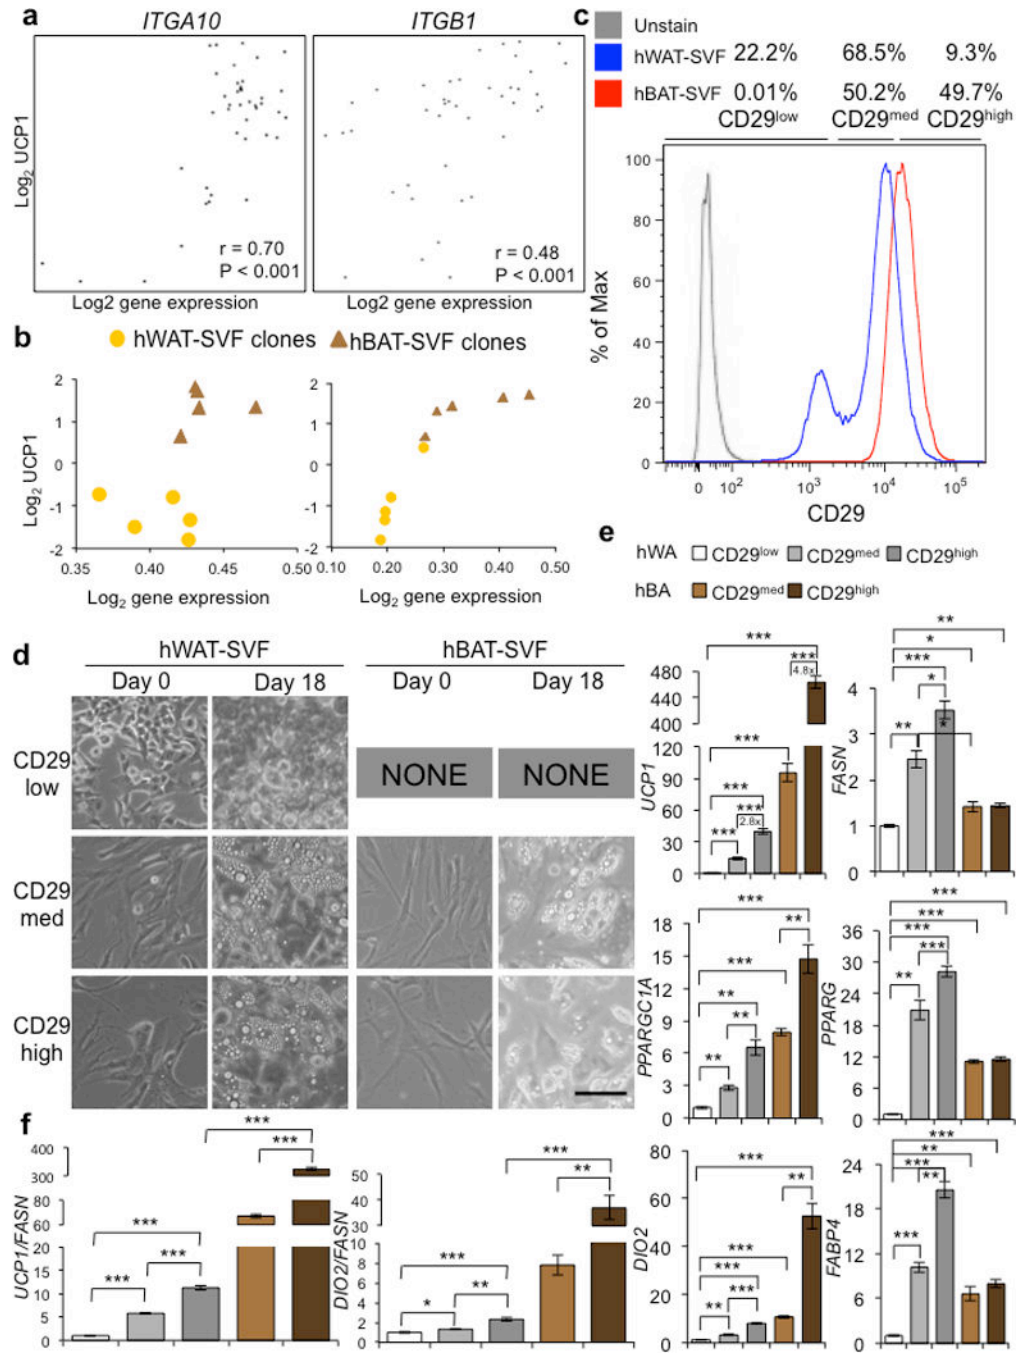 a
ITGA10
ITGB1
Log2 UCP1
r = 0.70
P < 0.001
r = 0.48
P < 0.001
Log2 gene expression
Log2 gene expression
b
hWAT-SVF clones
hBAT-SVF clones
Log2 UCP1
2
1
0
-1
-2
0.35
0.40
0.45
0.50
2
1
0
-1
-2
0.10
0.20
0.30
0.40
0.50
Log2 gene expression
Log2 gene expression
c
Unstain
hWAT-SVF 22.2% 68.5% 9.3%
hBAT-SVF 0.01% 50.2% 49.7%
CD29low CD29med CD29high
% of Max
100
80
60
40
20
0
0 10² 10³ 10⁴ 10⁵
CD29
d
hWAT-SVF hBAT-SVF
Day 0 Day 18 Day 0 Day 18
CD29 low
NONE NONE
CD29 med
CD29 high
e
hWA CD29low CD29med CD29high
hBA CD29med CD29high
UCP1
480
440
400
120
90
60
30
0
***
***
4.8x
***
***
***
2.8x
***
FASN
4
3
2
1
0
**
*
***
*
**
*
PPARGC1A
15
12
9
6
3
0
***
**
***
**
**
**
PPARG
36
30
24
18
12
6
0
***
***
***
***
**
DIO2
80
60
40
20
0
***
**
***
***
**
***
FABP4
24
18
12
6
0
***
**
***
**
***
f
UCP1/FASN
400
300
80
60
20
15
10
5
0
***
***
***
***
***
DIO2/FASN
50
40
30
10
8
6
4
2
0
***
**
***
*
**